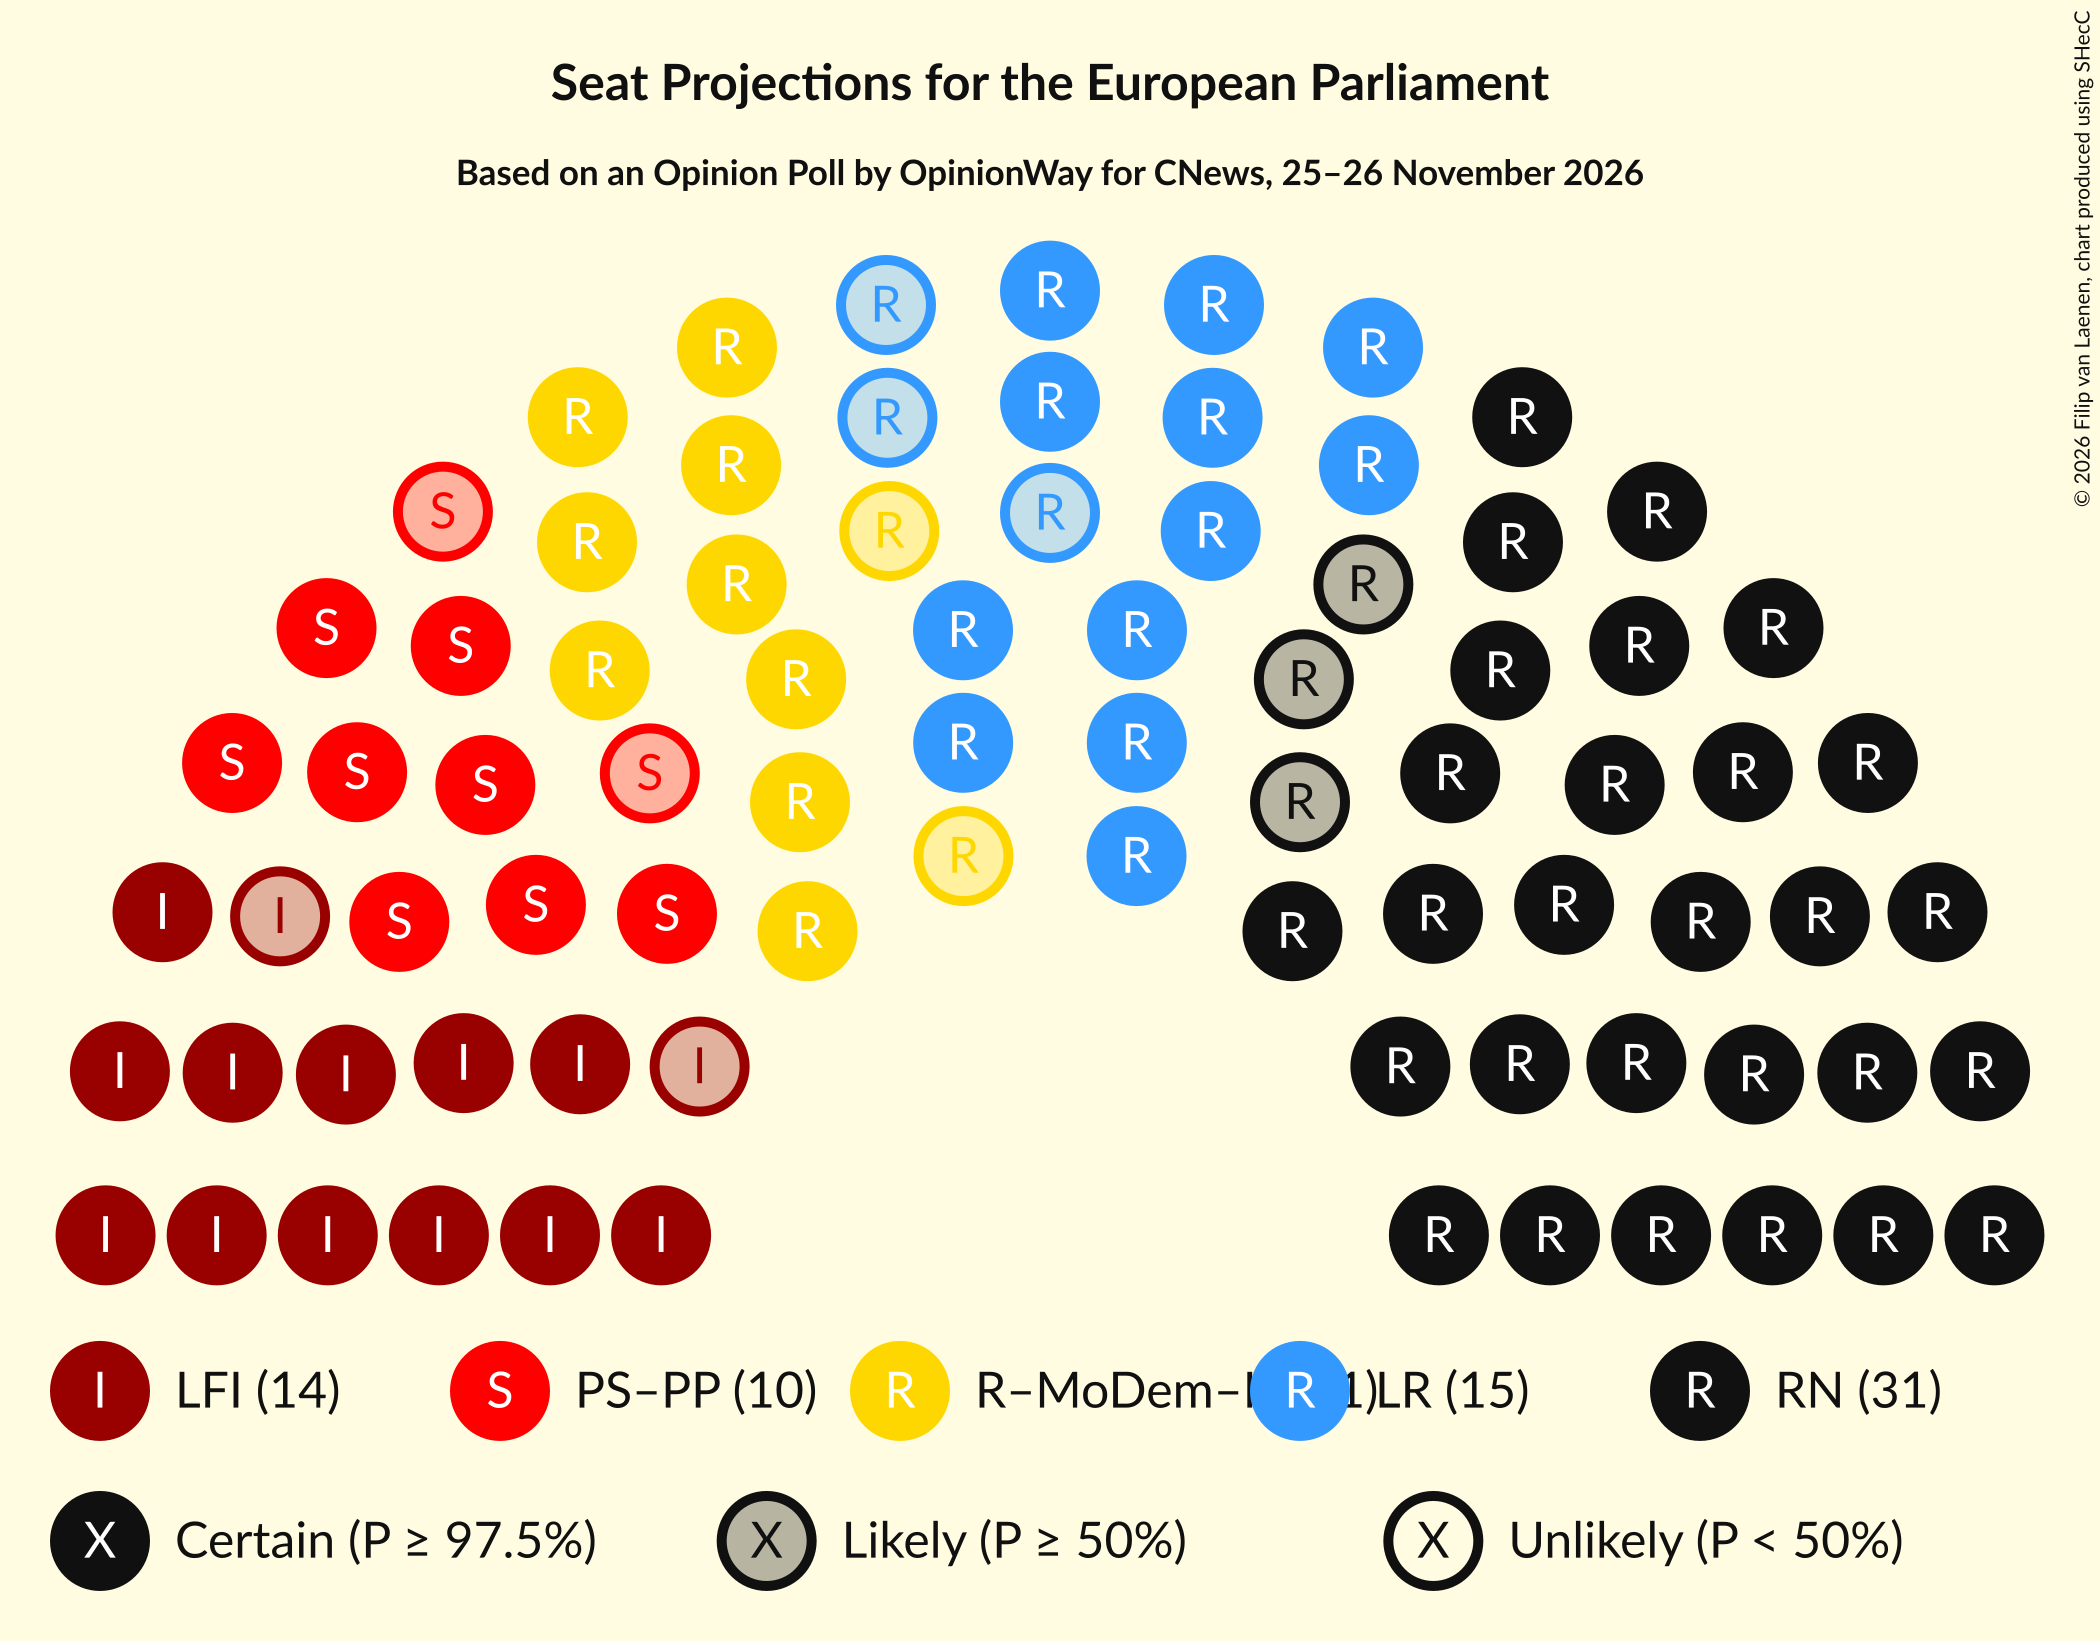 Seat Projections for the European Parliament
Based on an Opinion Poll by OpinionWay for CNews, 25–26 November 2026
© 2026 Filip van Laenen, chart produced using SHecC
R
R R
R R
R
R R R R
R R
S R R
R R
R R
R R
S R R R
S R
R R R R
R R
S R
S S R R
S R
R R
R R
I I S S S R R R R R R R
I I I I I I R R R R R R
I I I I I I R R R R R R
I LFI (14) S PS–PP (10) R R–MoDem– R LR (15) R RN (31)
X Certain (P ≥ 97.5%) X Likely (P ≥ 50%) X Unlikely (P < 50%)